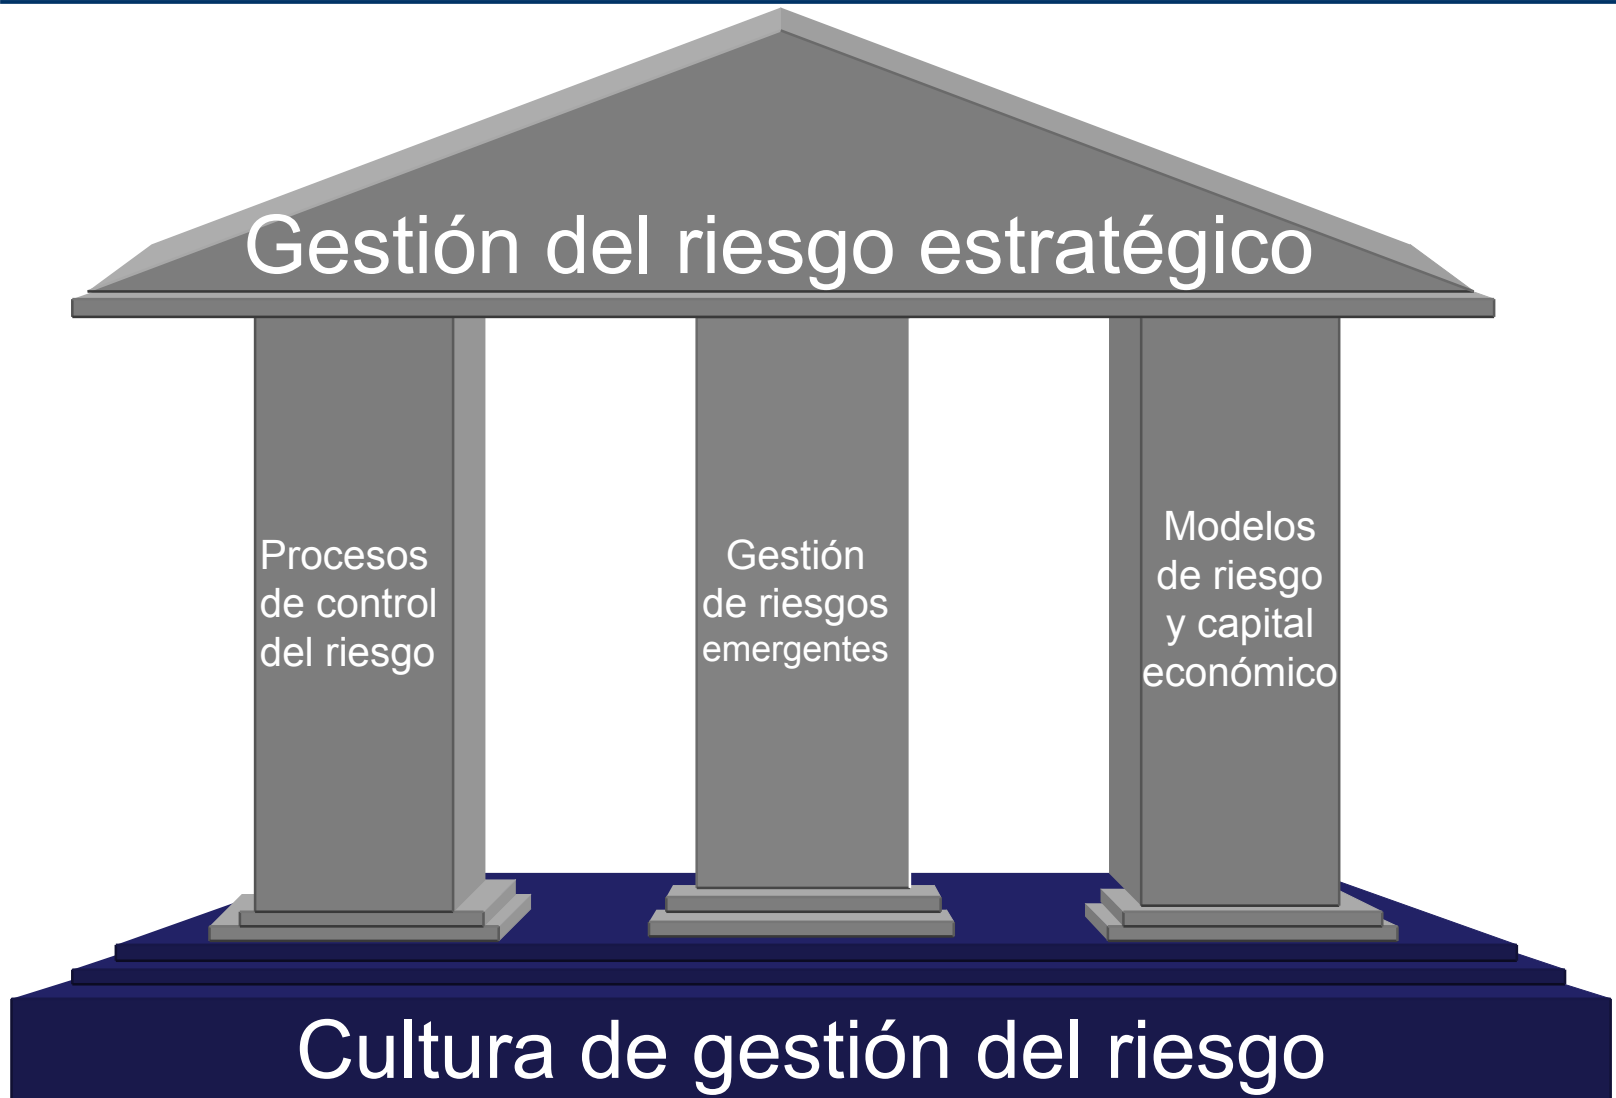 Gestión del riesgo estratégico
Procesos
de control
del riesgo
Gestión
de riesgos
emergentes
Modelos
de riesgo
y capital
económico
Cultura de gestión del riesgo